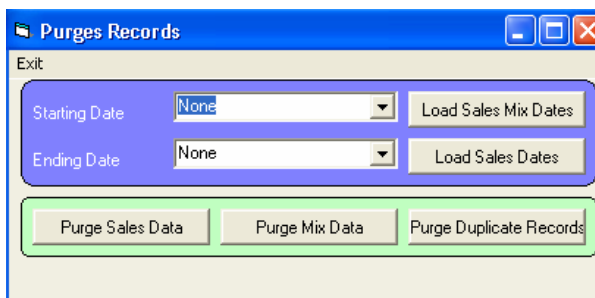 Purges Records
Exit
Starting Date None Load Sales Mix Dates
Ending Date None Load Sales Dates
Purge Sales Data Purge Mix Data Purge Duplicate Records